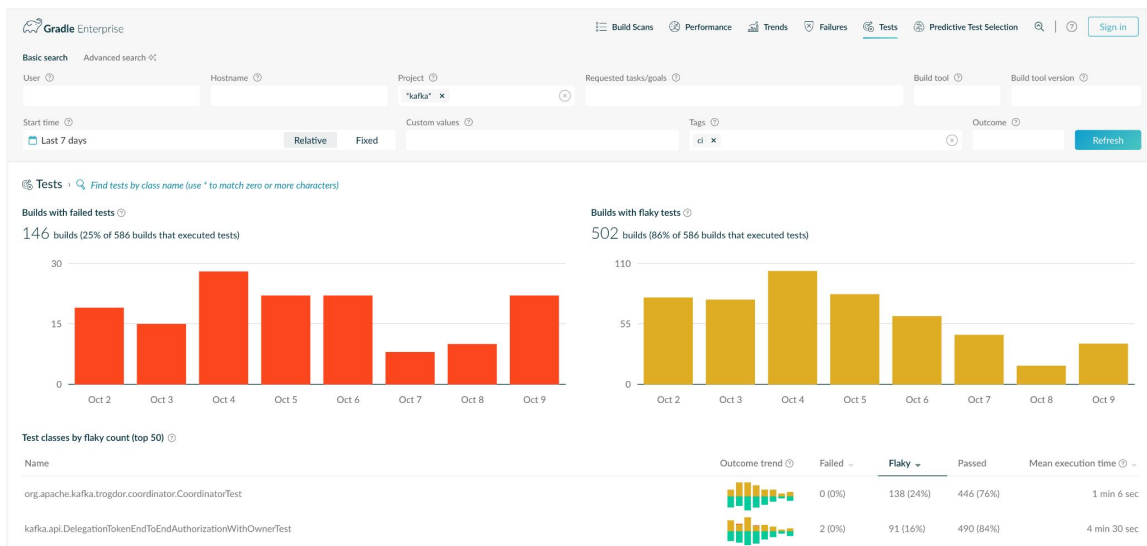 Gradle Enterprise
Build Scans Performance Trends Failures Tests Predictive Test Selection Sign in
Basic search Advanced search
User Hostname Project Requested tasks/goals Build tool Build tool version
*kafka* ×
Start time Custom values Tags Outcome
Last 7 days Relative Fixed ci × Refresh
Tests › Find tests by class name (use * to match zero or more characters)
Builds with failed tests
146 builds (25% of 586 builds that executed tests)
30
15
0
Oct 2 Oct 3 Oct 4 Oct 5 Oct 6 Oct 7 Oct 8 Oct 9
Builds with flaky tests
502 builds (86% of 586 builds that executed tests)
110
55
0
Oct 2 Oct 3 Oct 4 Oct 5 Oct 6 Oct 7 Oct 8 Oct 9
Test classes by flaky count (top 50)
Name Outcome trend Failed Flaky Passed Mean execution time
org.apache.kafka.trogdor.coordinator.CoordinatorTest 0 (0%) 138 (24%) 446 (76%) 1 min 6 sec
kafka.api.DelegationTokenEndToEndAuthorizationWithOwnerTest 2 (0%) 91 (16%) 490 (84%) 4 min 30 sec